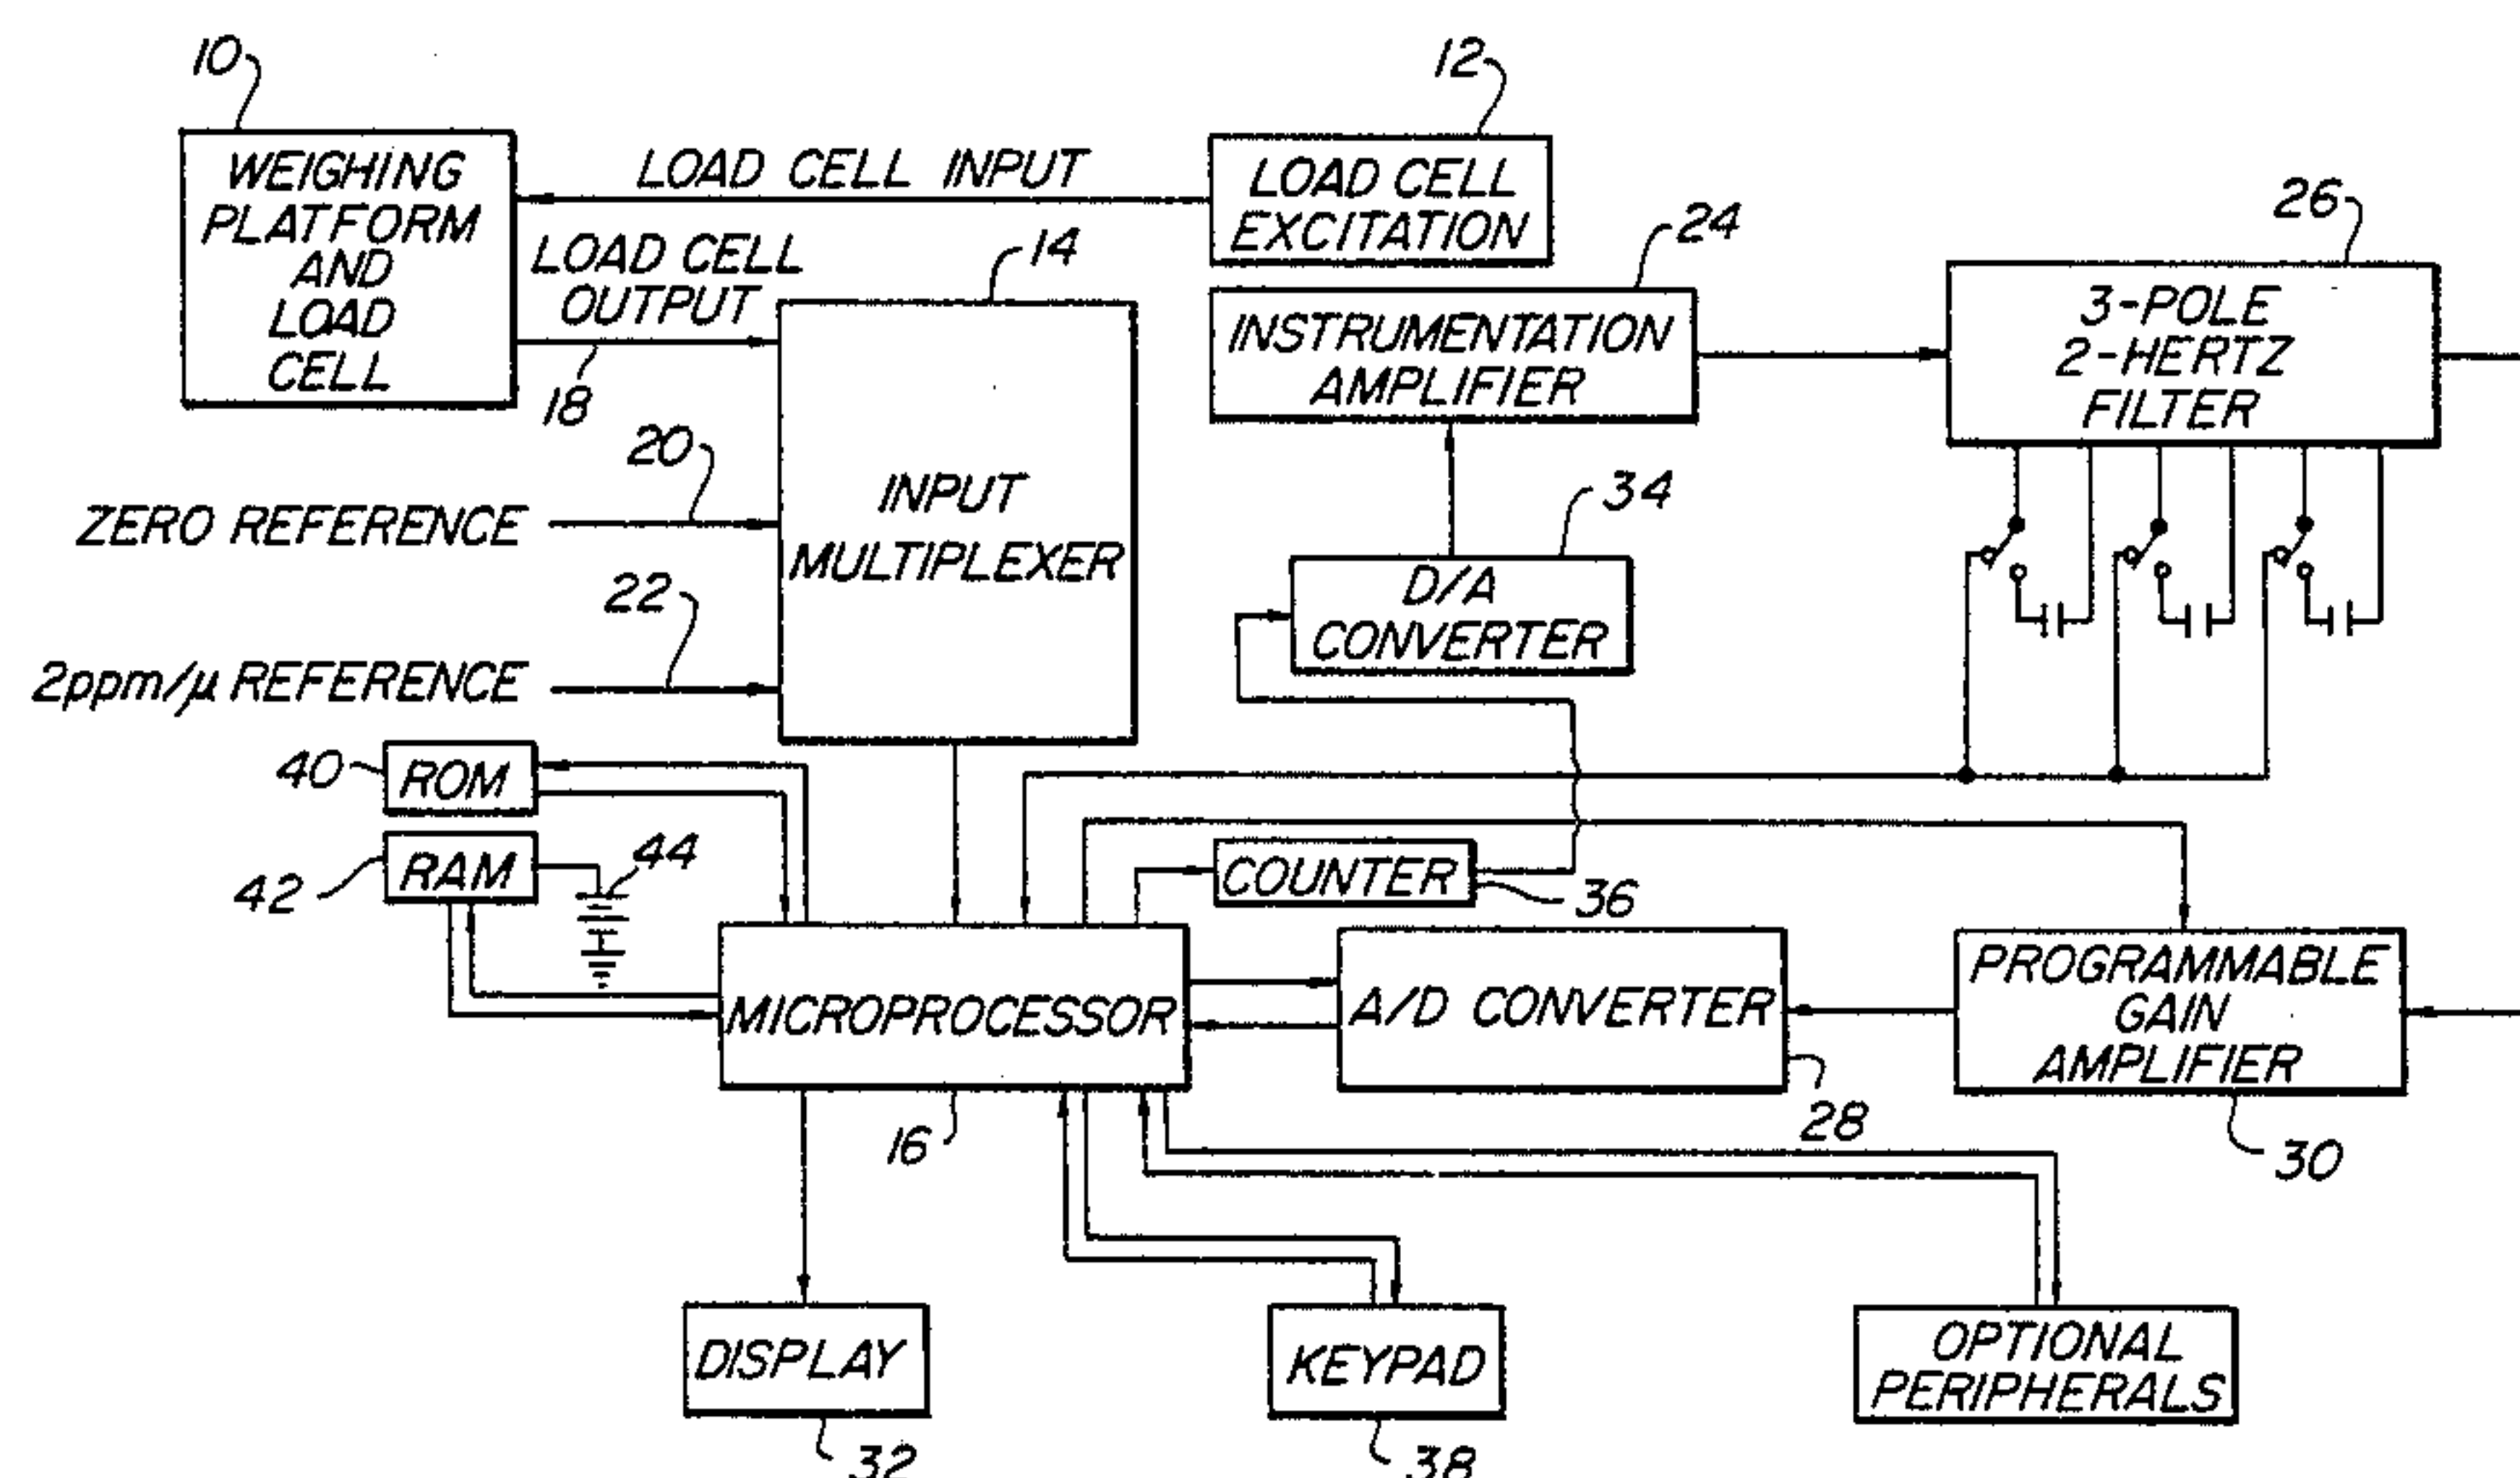 10
12
WEIGHING
PLATFORM
AND
LOAD
CELL
LOAD CELL INPUT
LOAD CELL
EXCITATION
LOAD CELL
OUTPUT
14
24
26
18
INSTRUMENTATION
AMPLIFIER
3-POLE
2-HERTZ
FILTER
20
ZERO REFERENCE
INPUT
MULTIPLEXER
34
22
D/A
CONVERTER
2ppm/μ REFERENCE
40
ROM
42
RAM
44
COUNTER
36
MICROPROCESSOR
A/D CONVERTER
PROGRAMMABLE
GAIN
AMPLIFIER
16
28
30
DISPLAY
KEYPAD
OPTIONAL
PERIPHERALS
32
38